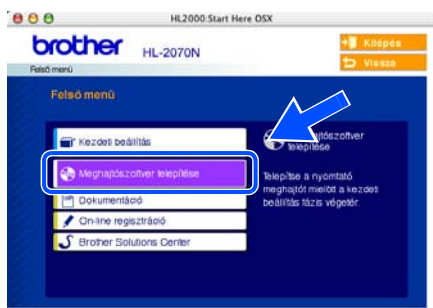 HL2000:Start Here OSX
brother HL-2070N
Kilépés
Vissza
Felső menü
Felső menü
Kezdeti beállítás
Meghajtószoftver telepítése
Dokumentáció
On-line regisztráció
Brother Solutions Center
telepítése
Telepítse a nyomtató
meghajtót mielőtt a kezdeti
beállítás fázis végetér.